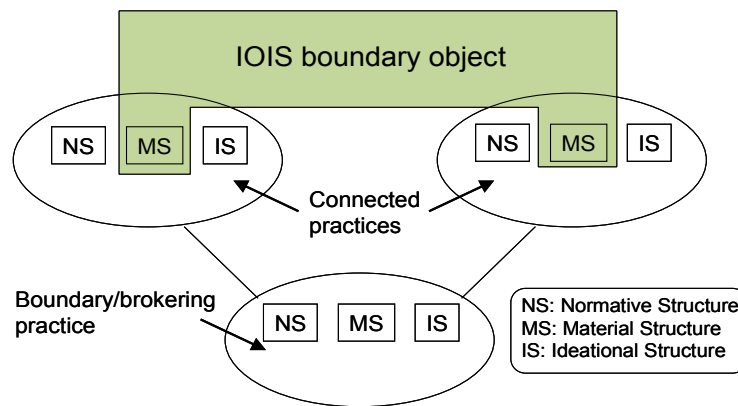 IOIS boundary object
NS MS IS
NS MS IS
Connected
practices
Boundary/brokering
practice
NS MS IS
NS: Normative Structure
MS: Material Structure
IS: Ideational Structure